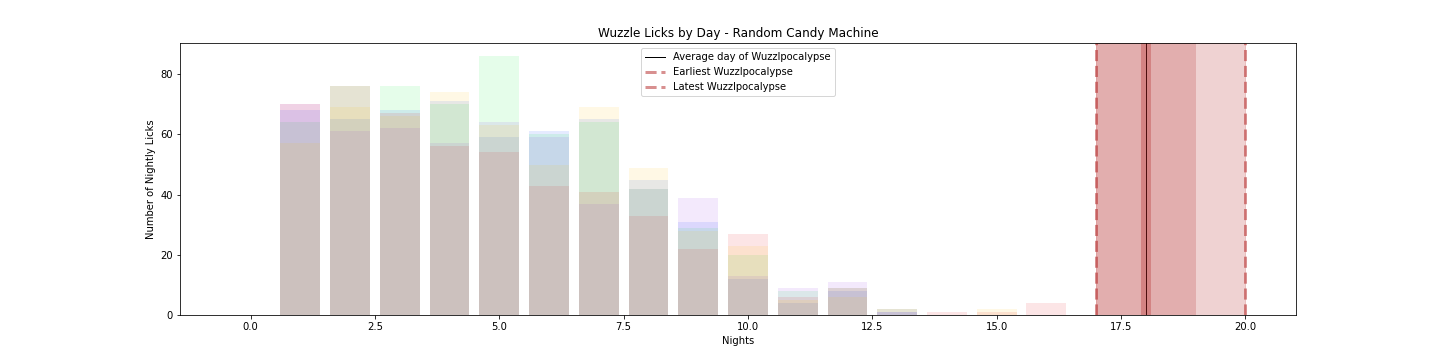 Wuzzle Licks by Day - Random Candy Machine
Average day of Wuzzlpocalypse
Earliest Wuzzlpocalypse
Latest Wuzzlpocalypse
Number of Nightly Licks
80
60
40
20
0
0.0 2.5 5.0 7.5 10.0 12.5 15.0 17.5 20.0
Nights